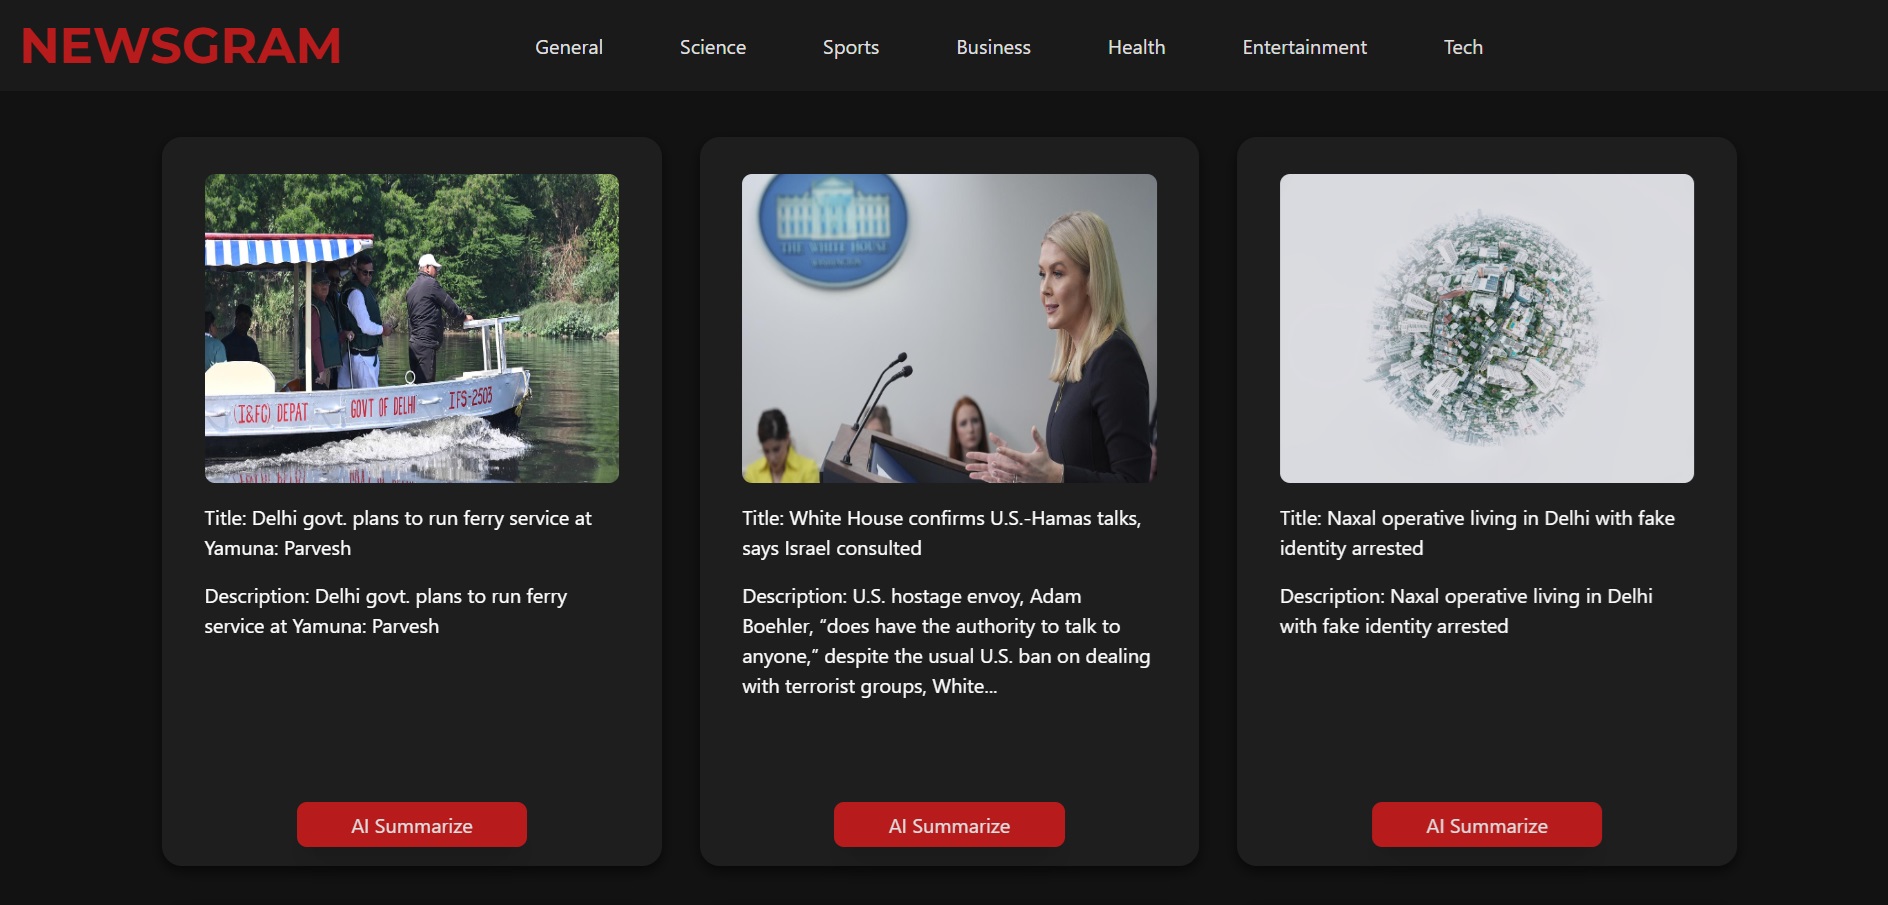 NEWSGRAM
General
Science
Sports
Business
Health
Entertainment
Tech
(I&FC) DEPAT
GOVT OF DELHI
IFS-2503
Title: Delhi govt. plans to run ferry service at
Yamuna: Parvesh
Description: Delhi govt. plans to run ferry
service at Yamuna: Parvesh
AI Summarize
THE WHITE HOUSE
Title: White House confirms U.S.-Hamas talks,
says Israel consulted
Description: U.S. hostage envoy, Adam
Boehler, “does have the authority to talk to
anyone,” despite the usual U.S. ban on dealing
with terrorist groups, White...
AI Summarize
Title: Naxal operative living in Delhi with fake
identity arrested
Description: Naxal operative living in Delhi
with fake identity arrested
AI Summarize